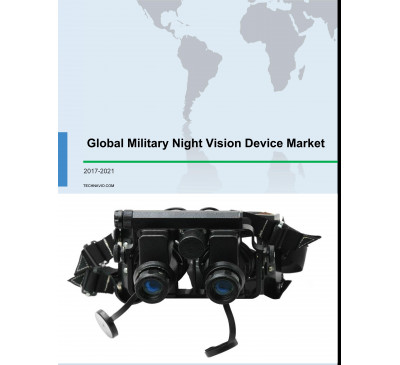 Global Military Night Vision Device Market
2017-2021
TECHNAVIO.COM